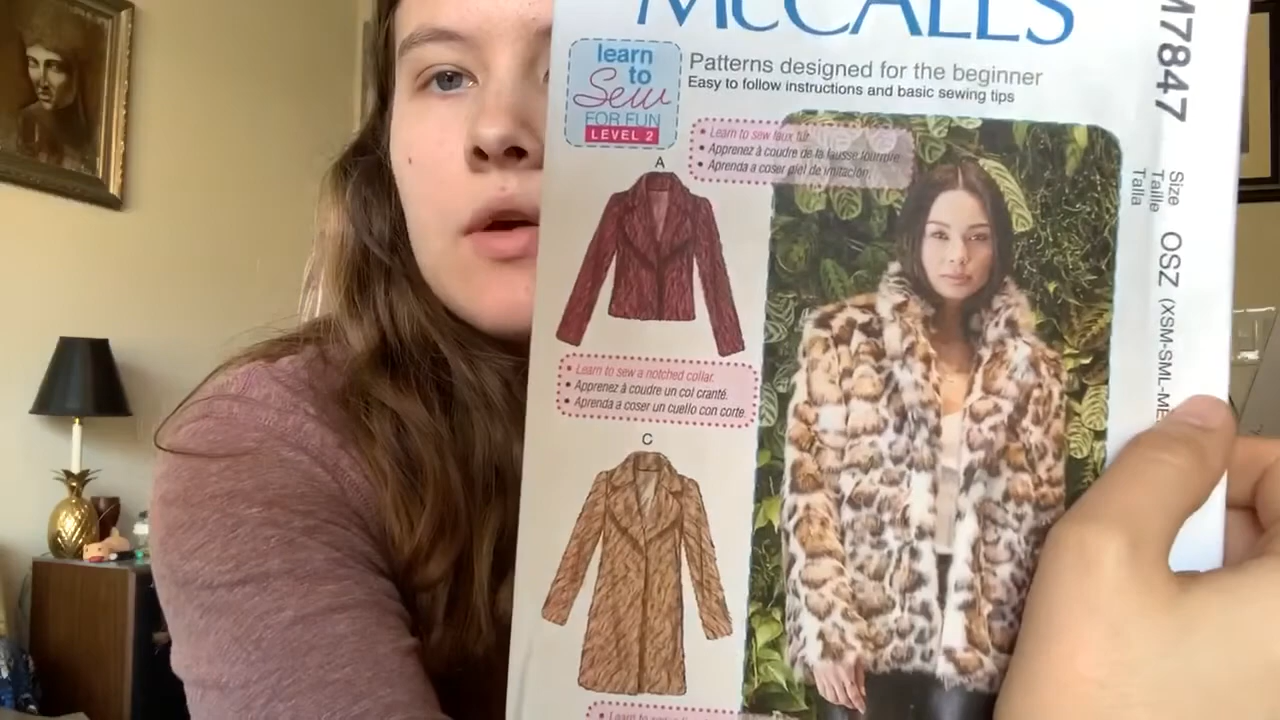 McCALL'S
learn
to
Sew
FOR FUN
LEVEL 2
Patterns designed for the beginner
Easy to follow instructions and basic sewing tips
• Learn to sew faux fur.
• Apprenez à coudre de la fausse fourrure.
• Aprenda a coser piel de imitación.
A
• Learn to sew a notched collar.
• Apprenez à coudre un col cranté.
• Aprenda a coser un cuello con corte.
C
• Learn to
M7847
Size
Taille
Talla
OSZ (XSM-SML-ME